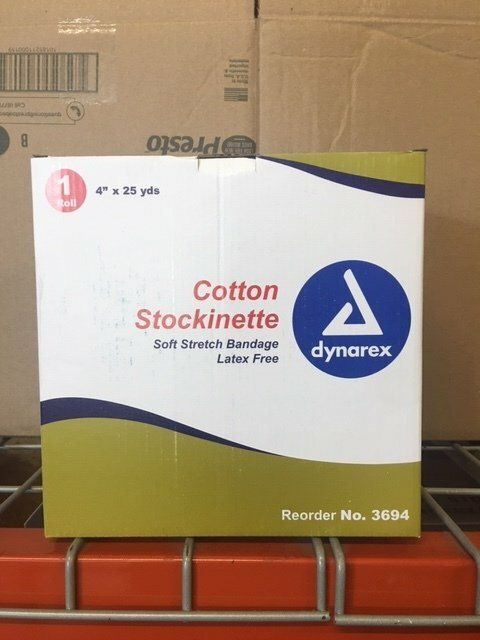 Presto
B
1
Roll
4" x 25 yds
Cotton
Stockinette
Soft Stretch Bandage
Latex Free
dynarex
Reorder No. 3694